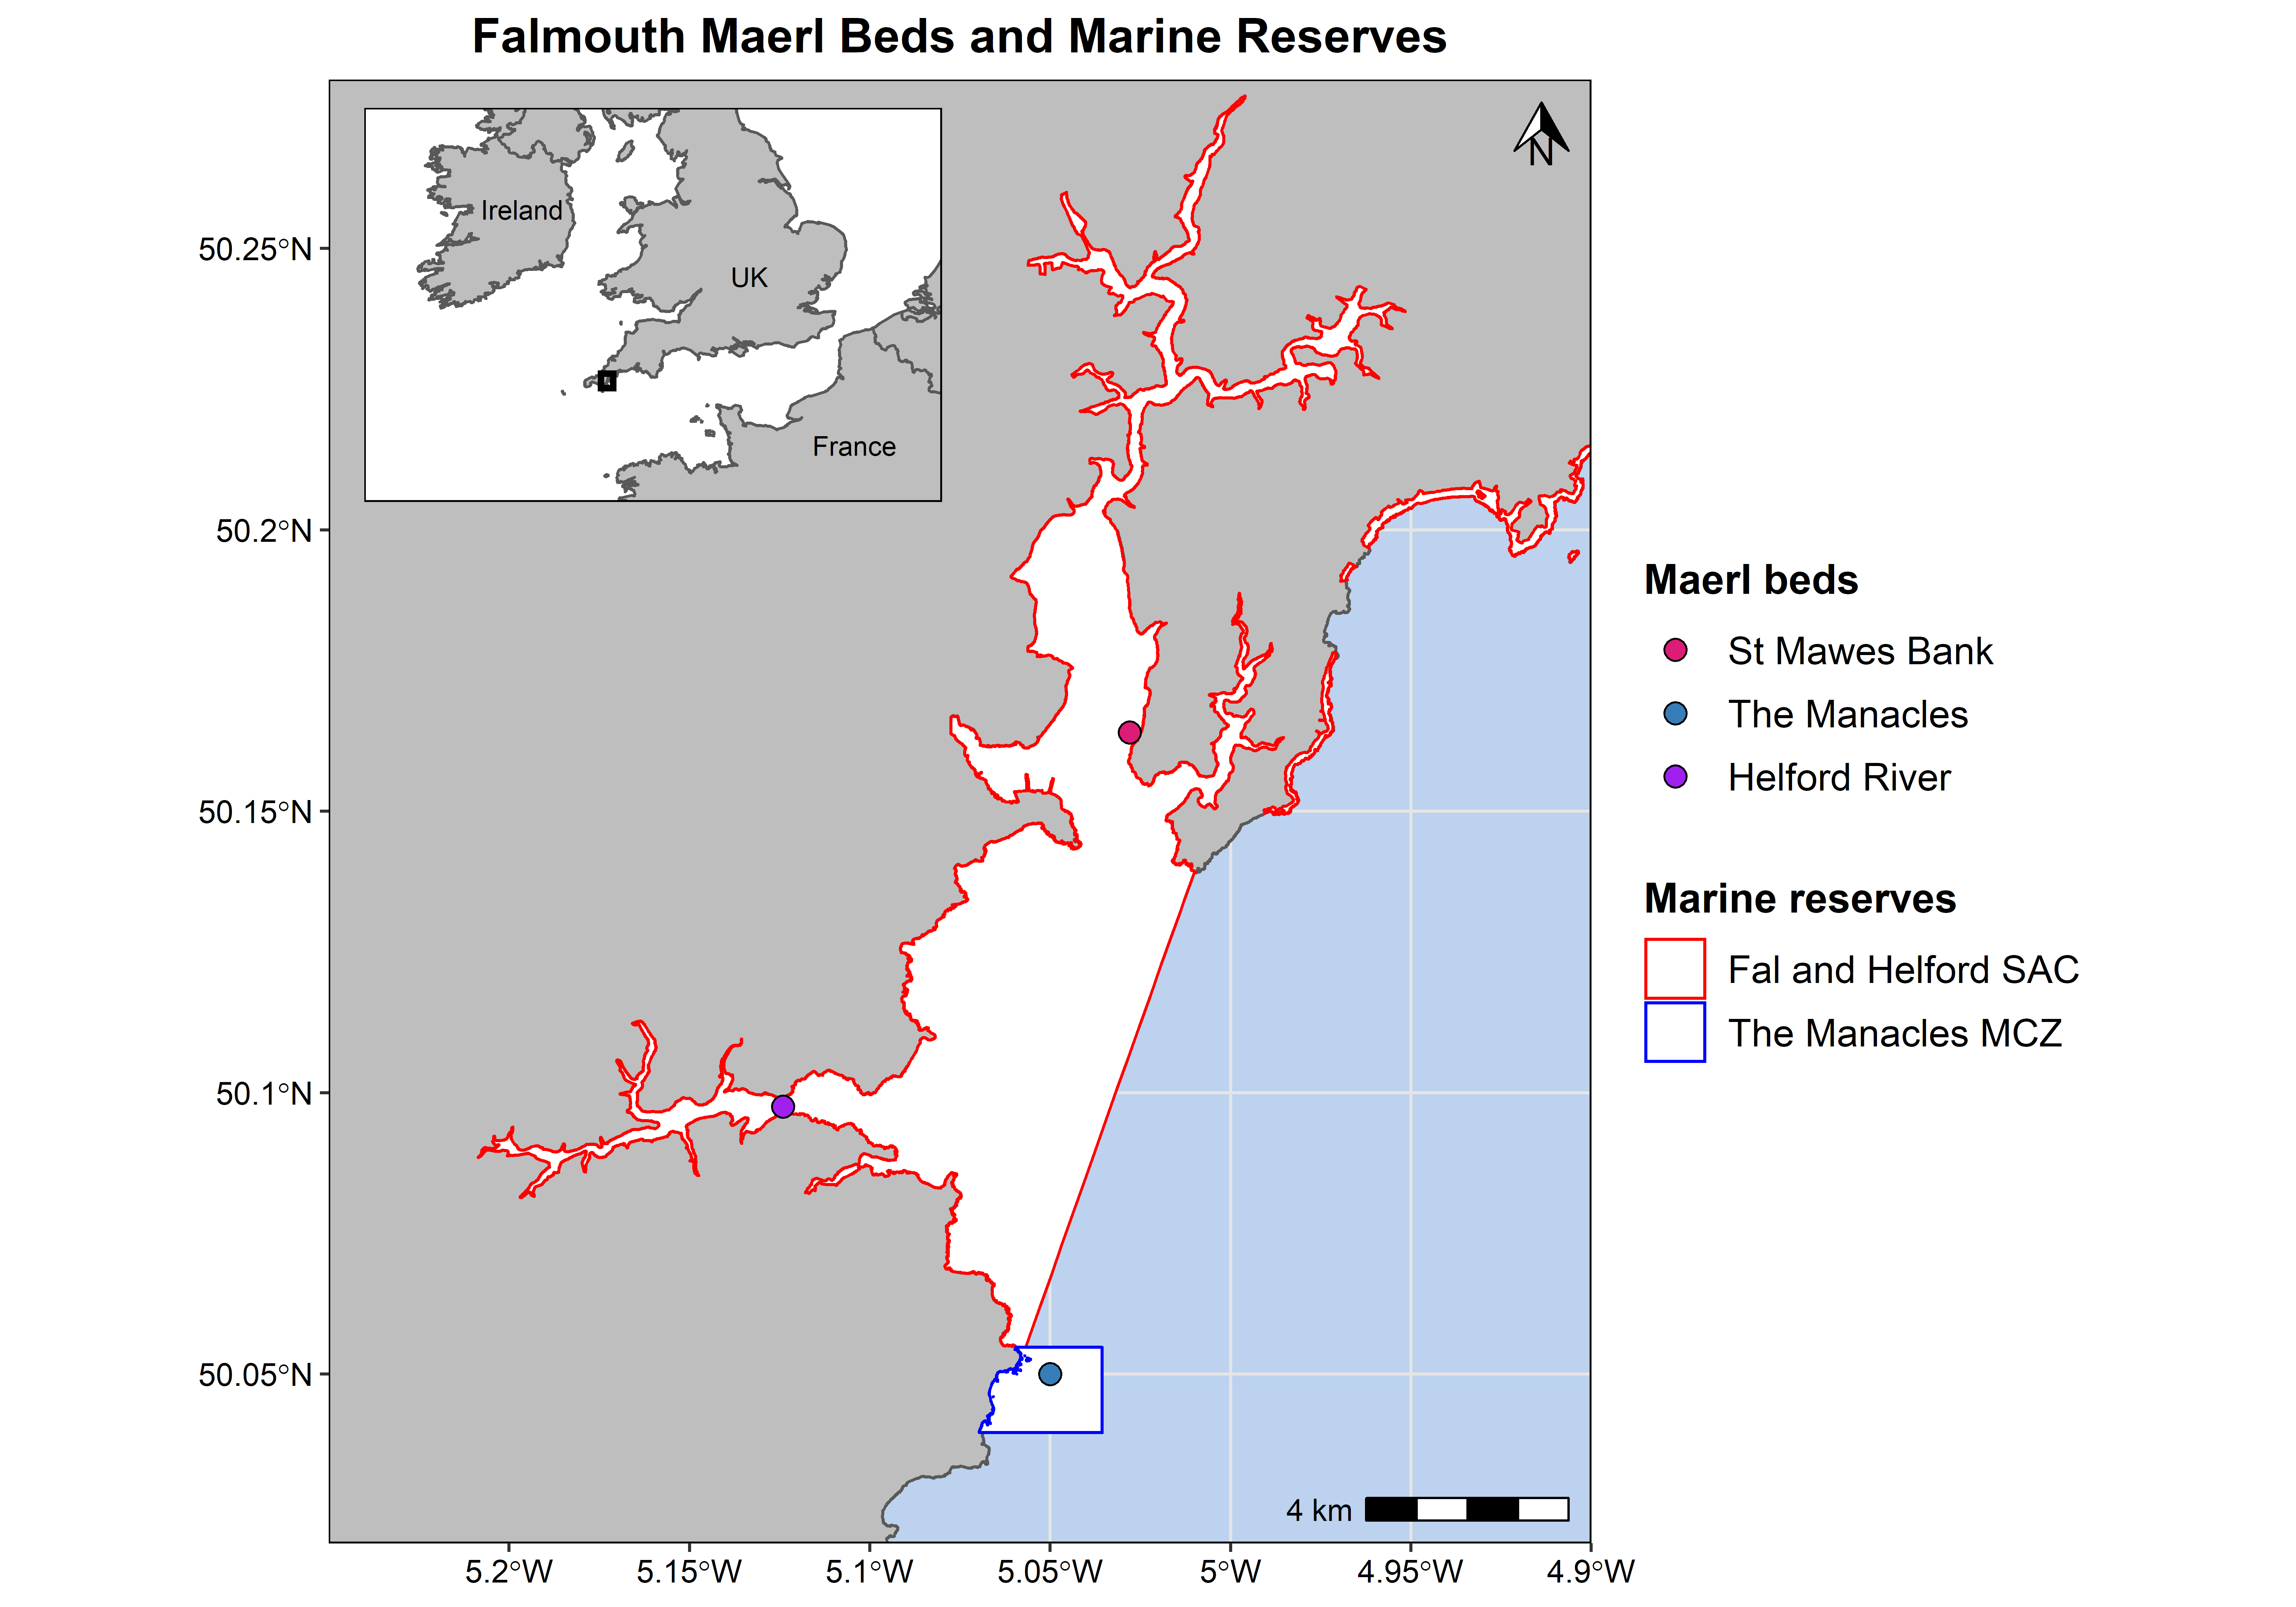 Falmouth Maerl Beds and Marine Reserves
N
Ireland
UK
France
50.25°N
50.2°N
50.15°N
50.1°N
50.05°N
4 km
5.2°W
5.15°W
5.1°W
5.05°W
5°W
4.95°W
4.9°W
Maerl beds
St Mawes Bank
The Manacles
Helford River
Marine reserves
Fal and Helford SAC
The Manacles MCZ